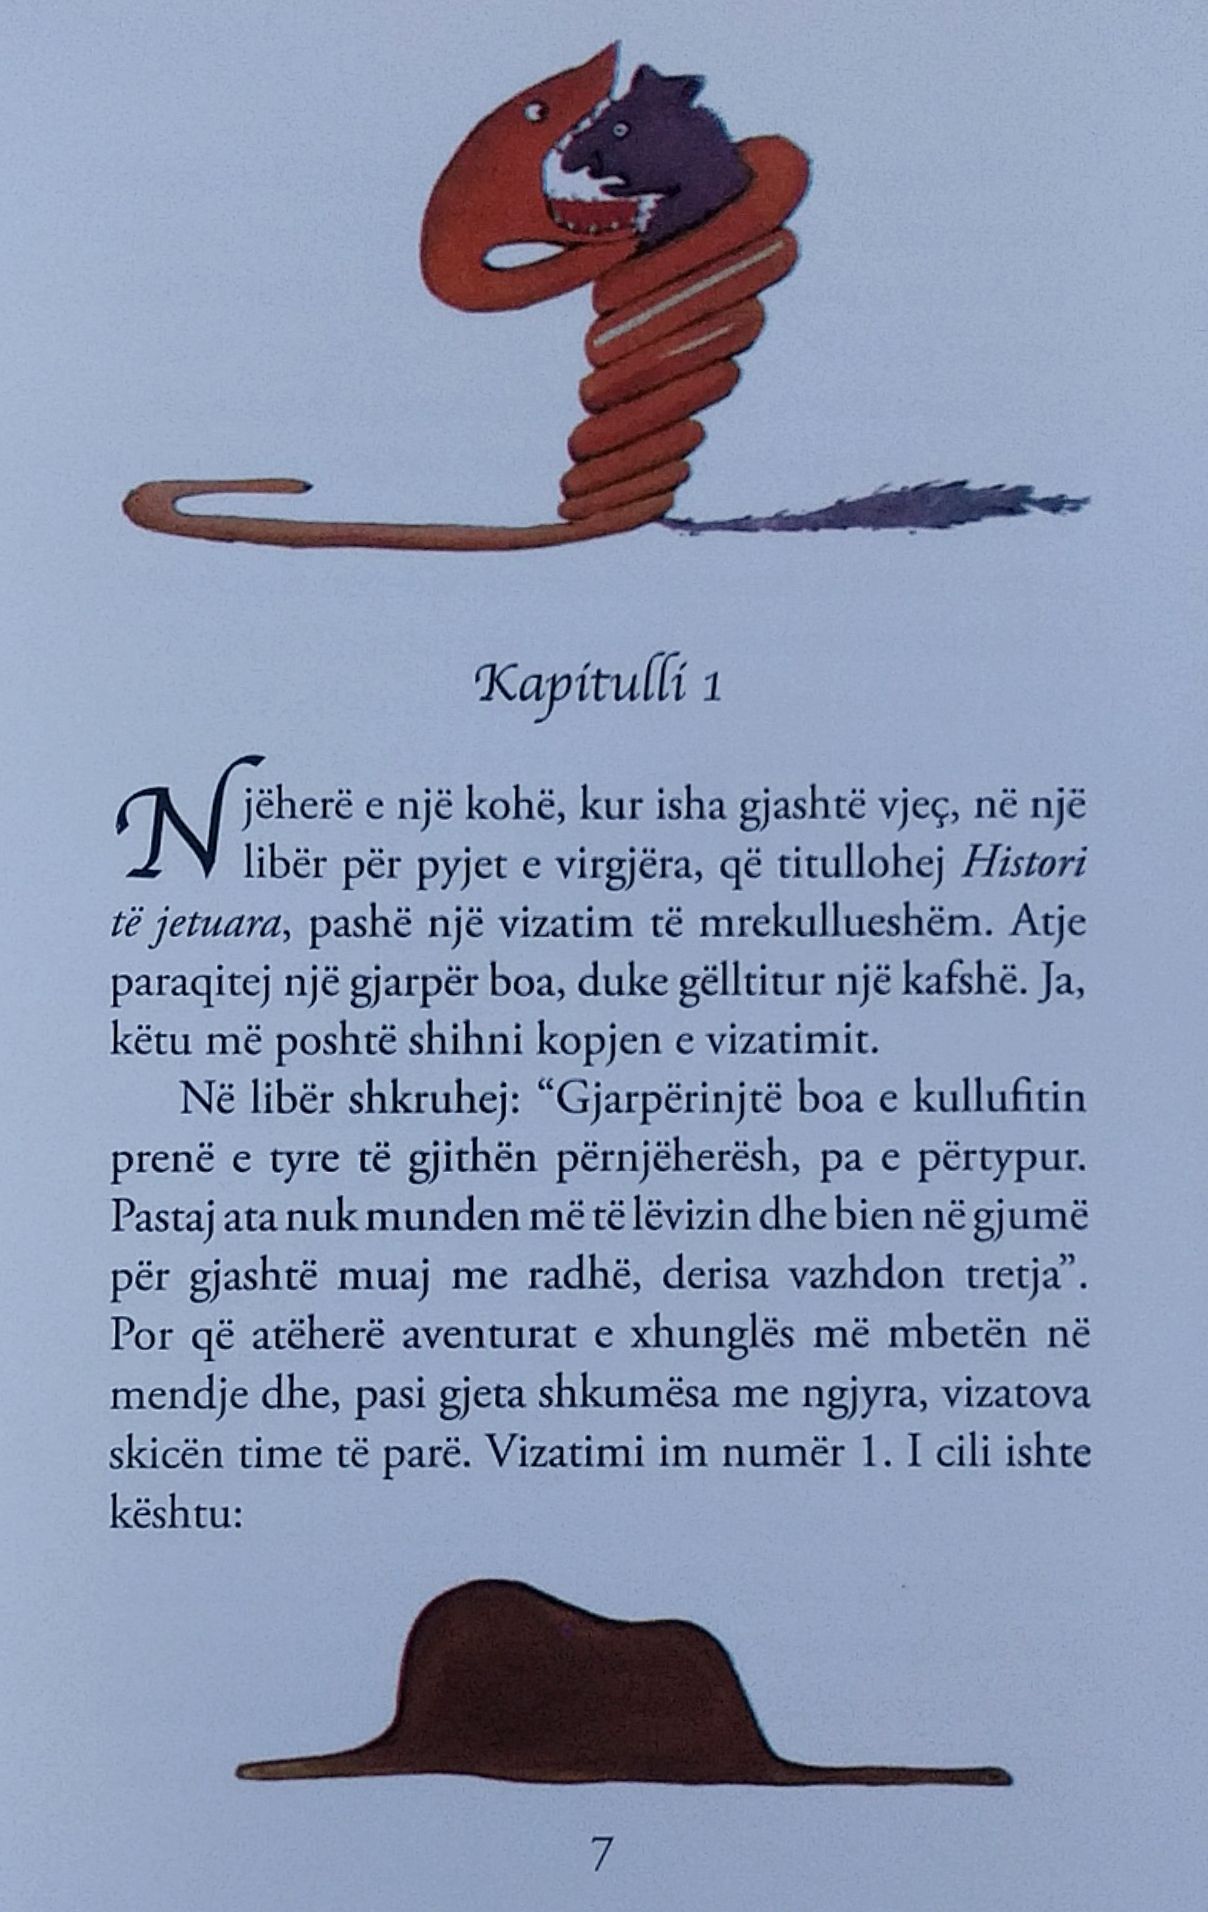 Kapitulli 1
Njëherë e një kohë, kur isha gjashtë vjeç, në një
libër për pyjet e virgjëra, që titullohej Histori
të jetuara, pashë një vizatim të mrekullueshëm. Atje
paraqitej një gjarpër boa, duke gëlltitur një kafshë. Ja,
këtu më poshtë shihni kopjen e vizatimit.
Në libër shkruhej: “Gjarpërinjtë boa e kullufitin
prenë e tyre të gjithën përnjëherësh, pa e përtypur.
Pastaj ata nuk munden më të lëvizin dhe bien në gjumë
për gjashtë muaj me radhë, derisa vazhdon tretja”.
Por që atëherë aventurat e xhunglës më mbetën në
mendje dhe, pasi gjeta shkumësa me ngjyra, vizatova
skicën time të parë. Vizatimi im numër 1. I cili ishte
kështu:
7